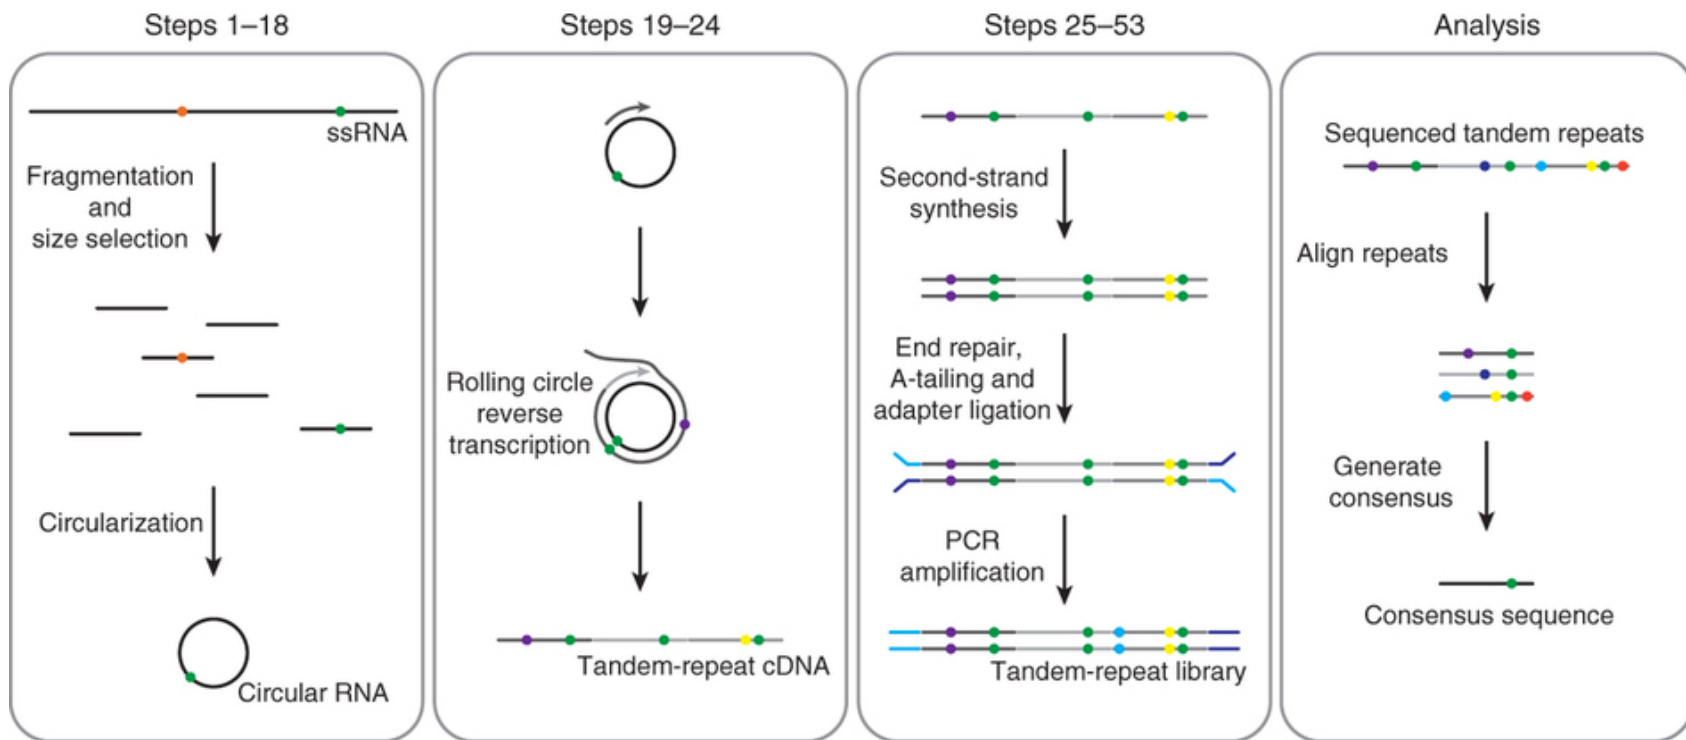 Steps 1–18
ssRNA
Fragmentation
and
size selection
Circularization
Circular RNA
Steps 19–24
Rolling circle
reverse
transcription
Tandem-repeat cDNA
Steps 25–53
Second-strand
synthesis
End repair,
A-tailing and
adapter ligation
PCR
amplification
Tandem-repeat library
Analysis
Sequenced tandem repeats
Align repeats
Generate
consensus
Consensus sequence